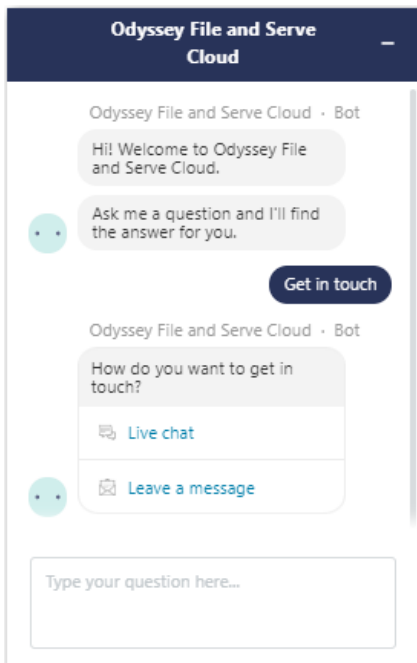 Odyssey File and Serve
Cloud
Odyssey File and Serve Cloud · Bot
Hi! Welcome to Odyssey File
and Serve Cloud.
Ask me a question and I'll find
the answer for you.
Get in touch
Odyssey File and Serve Cloud · Bot
How do you want to get in
touch?
Live chat
Leave a message
Type your question here...